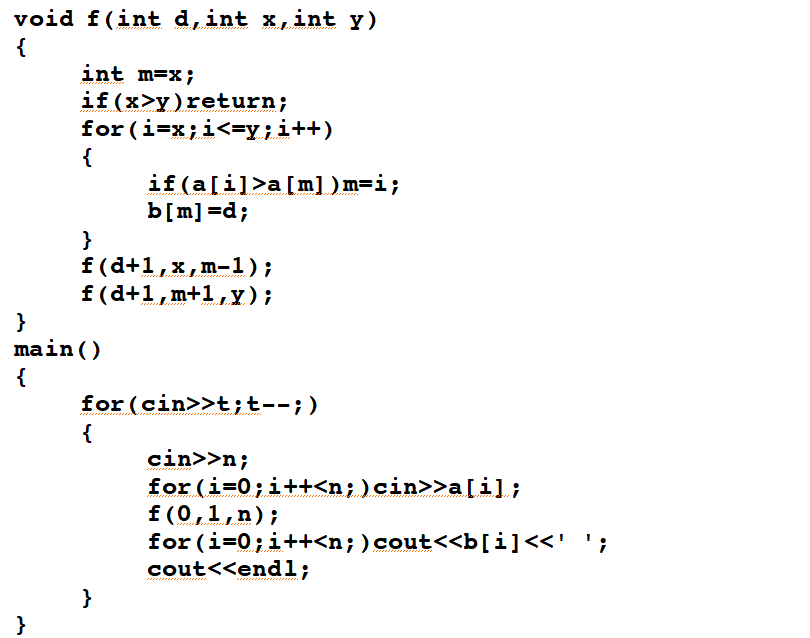 void f(int d,int x,int y)
{
int m=x;
if(x>y)return;
for(i=x;i<=y;i++)
{
if(a[i]>a[m])m=i;
b[m]=d;
}
f(d+1,x,m-1);
f(d+1,m+1,y);
}
main()
{
for(cin>>t;t--;)
{
cin>>n;
for(i=0;i++<n;)cin>>a[i];
f(0,1,n);
for(i=0;i++<n;)cout<<b[i]<<' ';
cout<<endl;
}
}